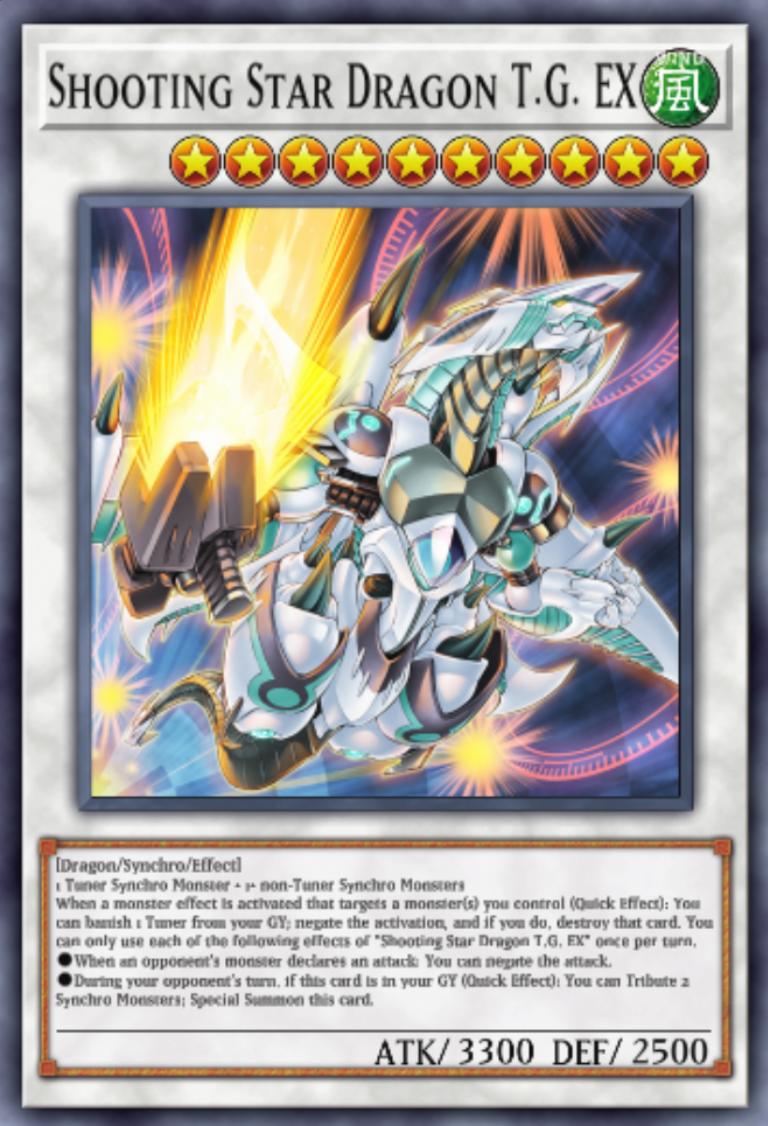 SHOOTING STAR DRAGON T.G. EX
WIND
風
[Dragon/Synchro/Effect]
1 Tuner Synchro Monster + 1+ non-Tuner Synchro Monsters
When a monster effect is activated that targets a monster(s) you control (Quick Effect): You
can banish 1 Tuner from your GY; negate the activation, and if you do, destroy that card. You
can only use each of the following effects of "Shooting Star Dragon T.G. EX" once per turn.
●When an opponent's monster declares an attack: You can negate the attack.
●During your opponent's turn, if this card is in your GY (Quick Effect): You can Tribute 2
Synchro Monsters; Special Summon this card.
ATK/ 3300 DEF/ 2500